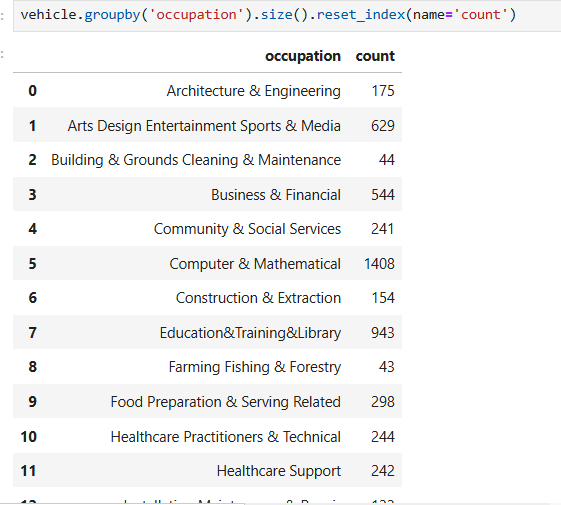 vehicle.groupby('occupation').size().reset_index(name='count')
occupation count
0 Architecture & Engineering 175
1 Arts Design Entertainment Sports & Media 629
2 Building & Grounds Cleaning & Maintenance 44
3 Business & Financial 544
4 Community & Social Services 241
5 Computer & Mathematical 1408
6 Construction & Extraction 154
7 Education&Training&Library 943
8 Farming Fishing & Forestry 43
9 Food Preparation & Serving Related 298
10 Healthcare Practitioners & Technical 244
11 Healthcare Support 242